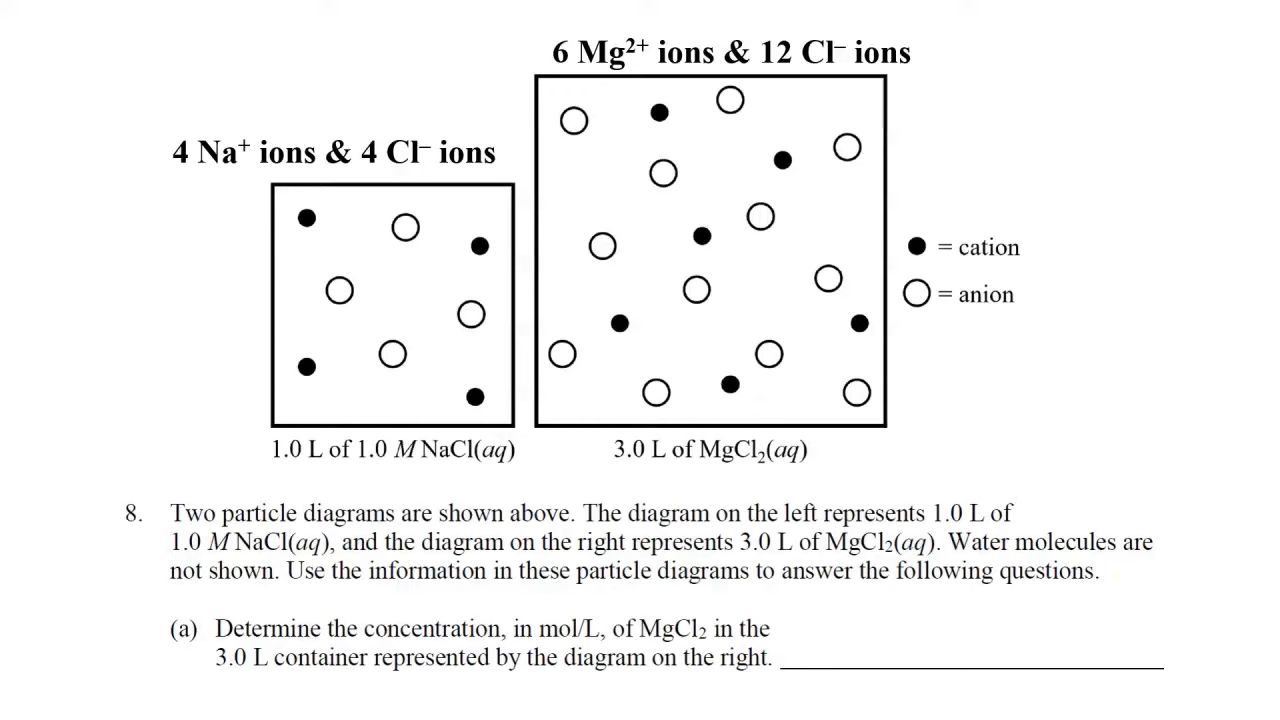 6 Mg²⁺ ions & 12 Cl⁻ ions
4 Na⁺ ions & 4 Cl⁻ ions
= cation
= anion
1.0 L of 1.0 M NaCl(aq)
3.0 L of MgCl₂(aq)
8. Two particle diagrams are shown above. The diagram on the left represents 1.0 L of
1.0 M NaCl(aq), and the diagram on the right represents 3.0 L of MgCl₂(aq). Water molecules are
not shown. Use the information in these particle diagrams to answer the following questions.
(a) Determine the concentration, in mol/L, of MgCl₂ in the
3.0 L container represented by the diagram on the right.